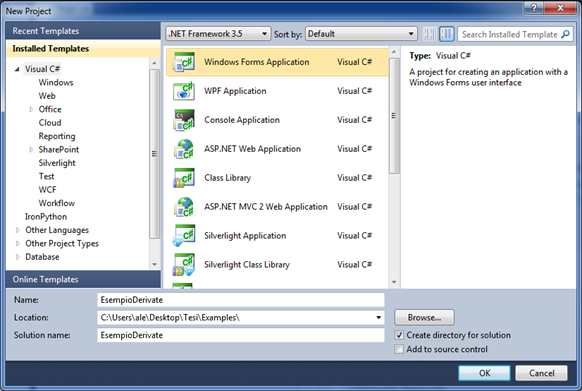 New Project
Recent Templates
.NET Framework 3.5 Sort by: Default Search Installed Template
Installed Templates
Visual C#
Windows
Web
Office
Cloud
Reporting
SharePoint
Silverlight
Test
WCF
Workflow
IronPython
Other Languages
Other Project Types
Database
Online Templates
Windows Forms Application Visual C#
WPF Application Visual C#
Console Application Visual C#
ASP.NET Web Application Visual C#
Class Library Visual C#
ASP.NET MVC 2 Web Application Visual C#
Silverlight Application Visual C#
Silverlight Class Library Visual C#
Type: Visual C#
A project for creating an application with a
Windows Forms user interface
Name: EsempioDerivate
Location: C:\Users\ale\Desktop\Tesi\Examples\ Browse...
Solution name: EsempioDerivate
Create directory for solution
Add to source control
OK Cancel